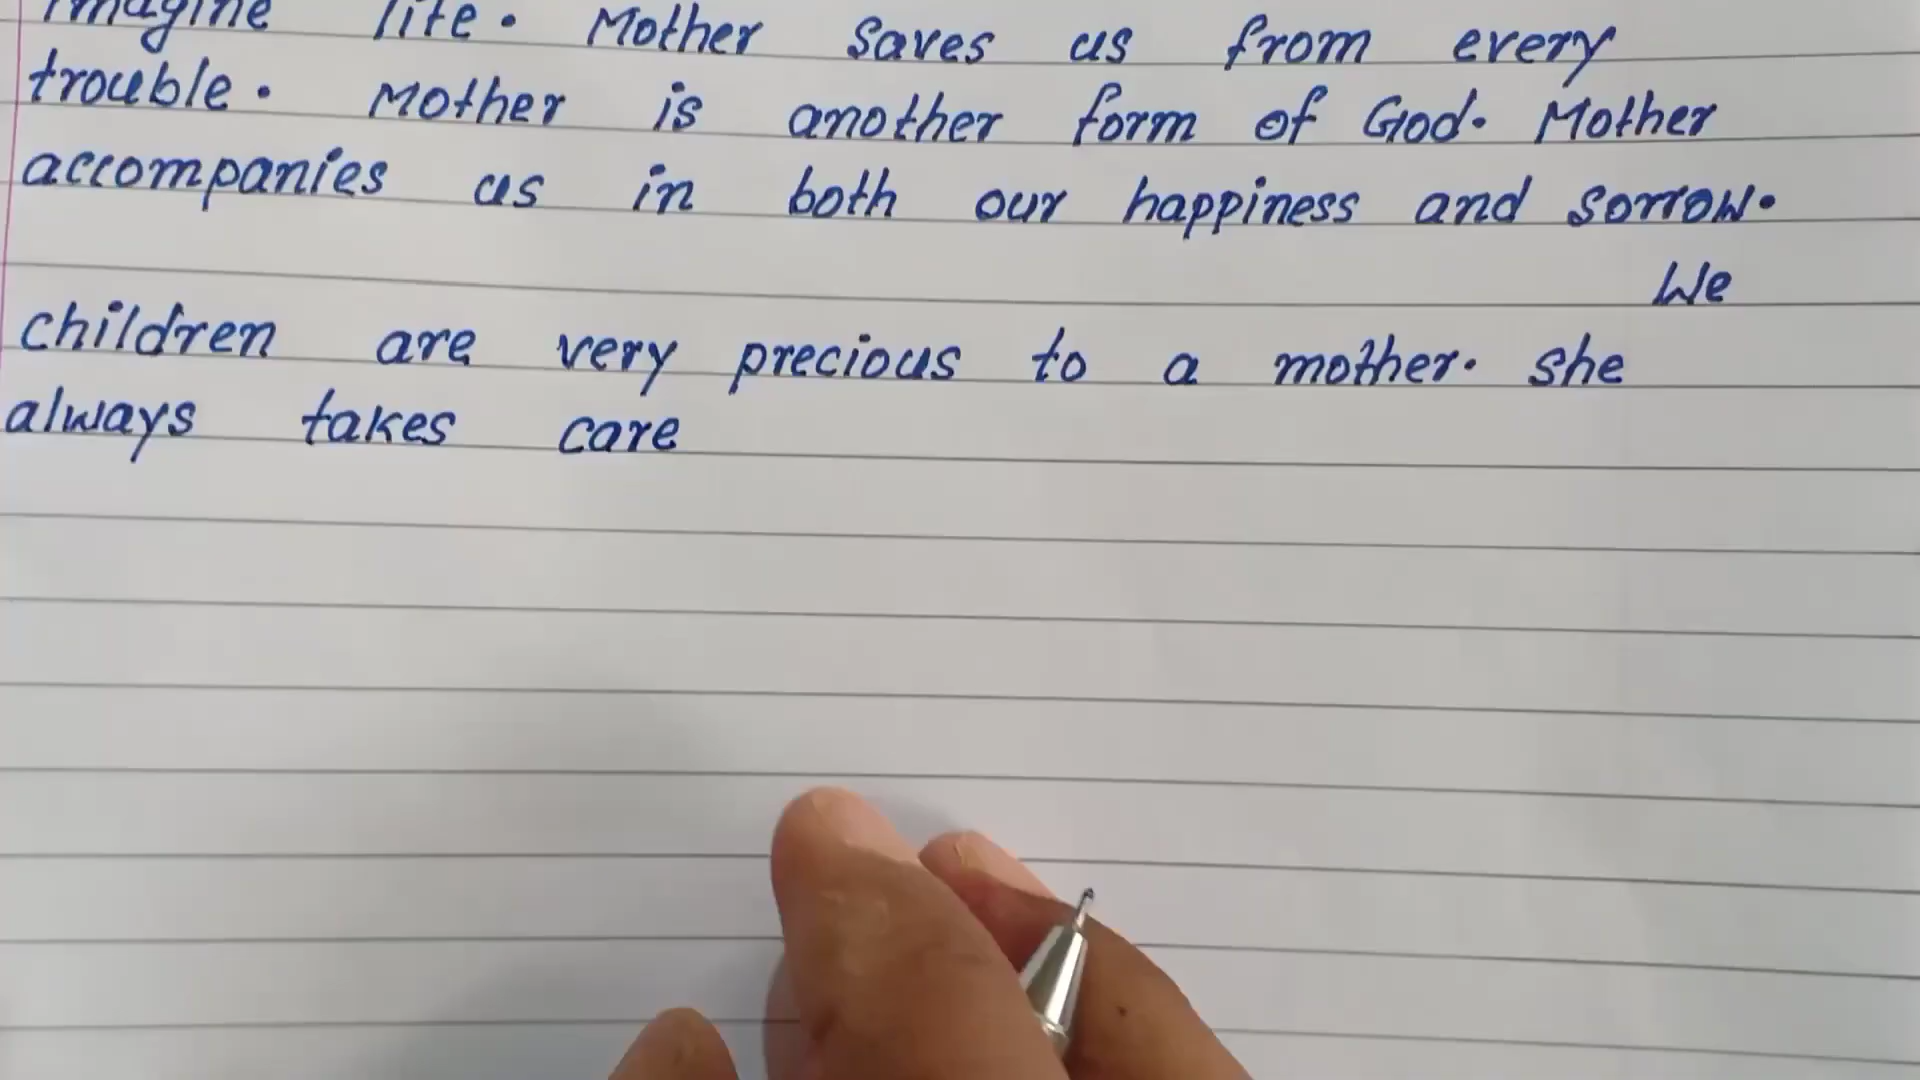 imagine life. Mother saves us from every
trouble. Mother is another form of God. Mother
accompanies us in both our happiness and sorrow.
We
children are very precious to a mother. she
always takes care